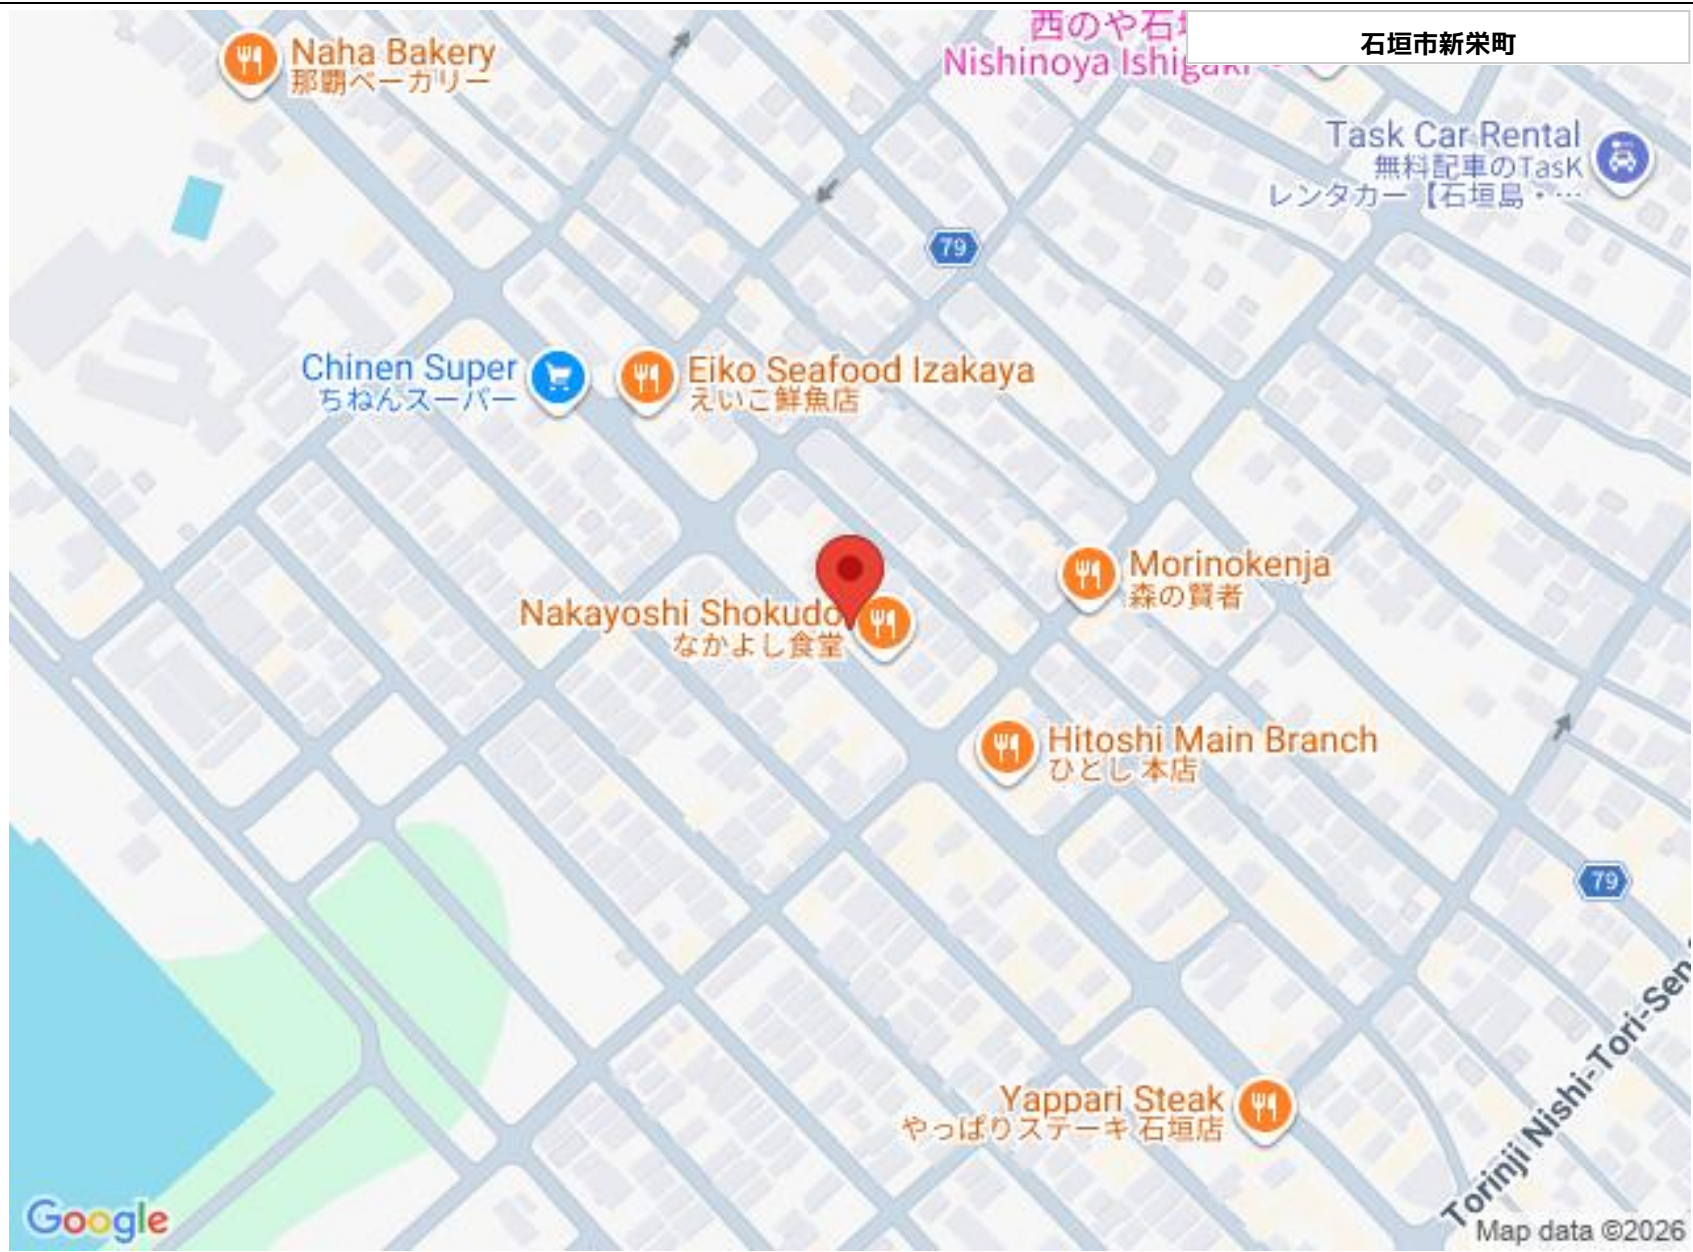 西のや石
Nishinoya Ishigaki
石垣市新栄町
Naha Bakery
那覇ベーカリー
Task Car Rental
無料配車のTasK
レンタカー【石垣島・…
79
Chinen Super
ちねんスーパー
Eiko Seafood Izakaya
えいこ鮮魚店
Morinokenja
森の賢者
Nakayoshi Shokudo
なかよし食堂
Hitoshi Main Branch
ひとし 本店
79
Yappari Steak
やっぱりステーキ 石垣店
Torinji Nishi-Tori-Sen
Google
Map data ©2026